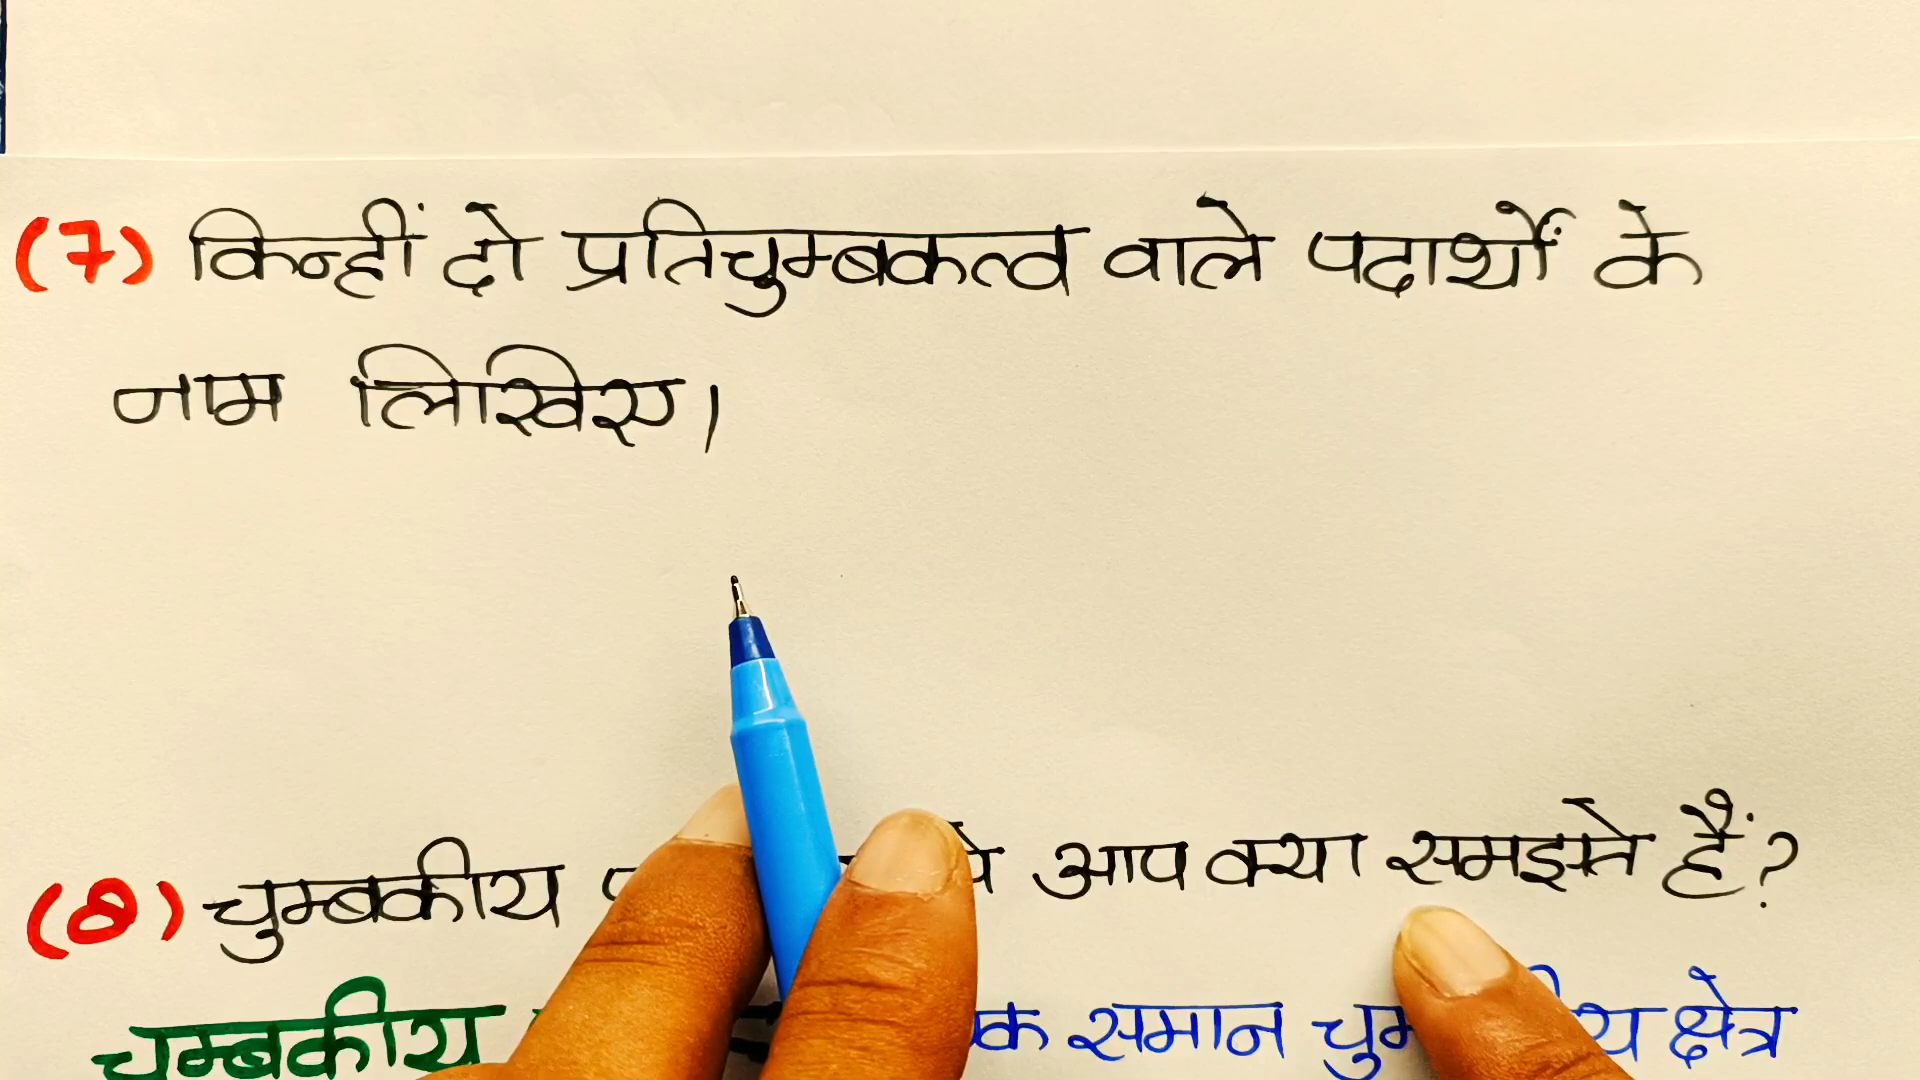 (7) किन्हीं दो प्रतिचुम्बकत्व वाले पदार्थों के
नाम लिखिए।
(8) चुम्बकीय आप क्या समझते हैं?
चुम्बकीय समान क्षेत्र